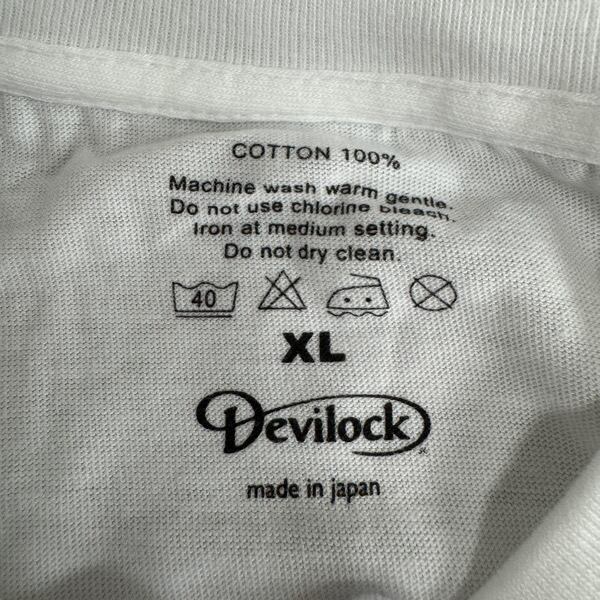 COTTON 100%
Machine wash warm gentle.
Do not use chlorine bleach.
Iron at medium setting.
Do not dry clean.
40
XL
Devilock
made in japan